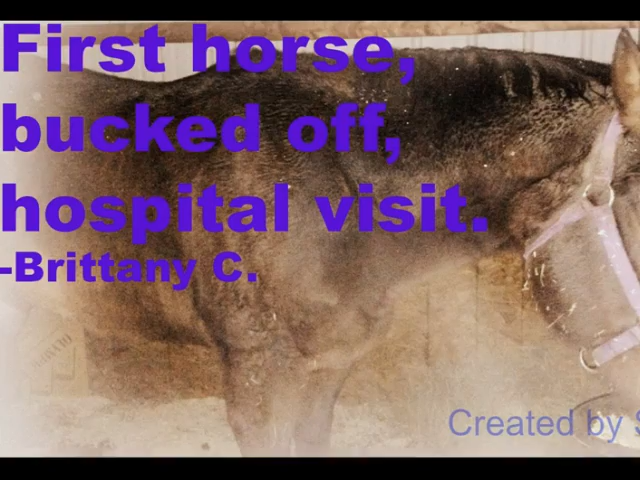 First horse,
bucked off,
hospital visit.
-Brittany C.
Created by